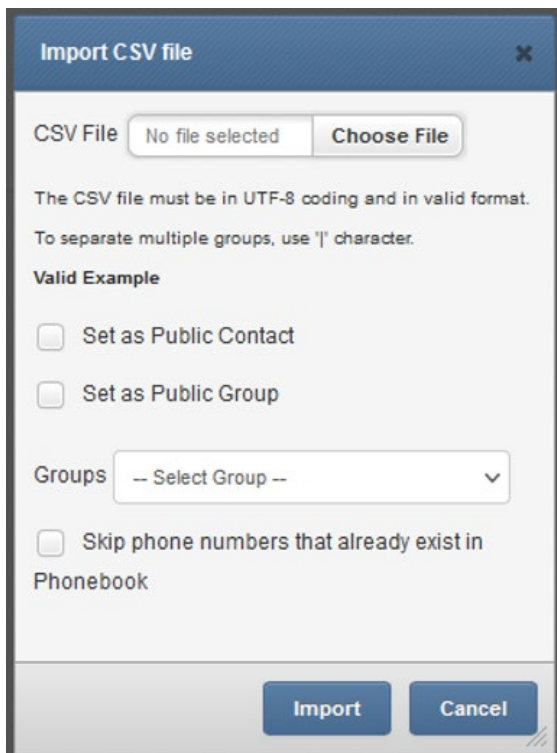 Import CSV file
CSV File No file selected Choose File
The CSV file must be in UTF-8 coding and in valid format.
To separate multiple groups, use '|' character.
Valid Example
Set as Public Contact
Set as Public Group
Groups -- Select Group --
Skip phone numbers that already exist in
Phonebook
Import Cancel